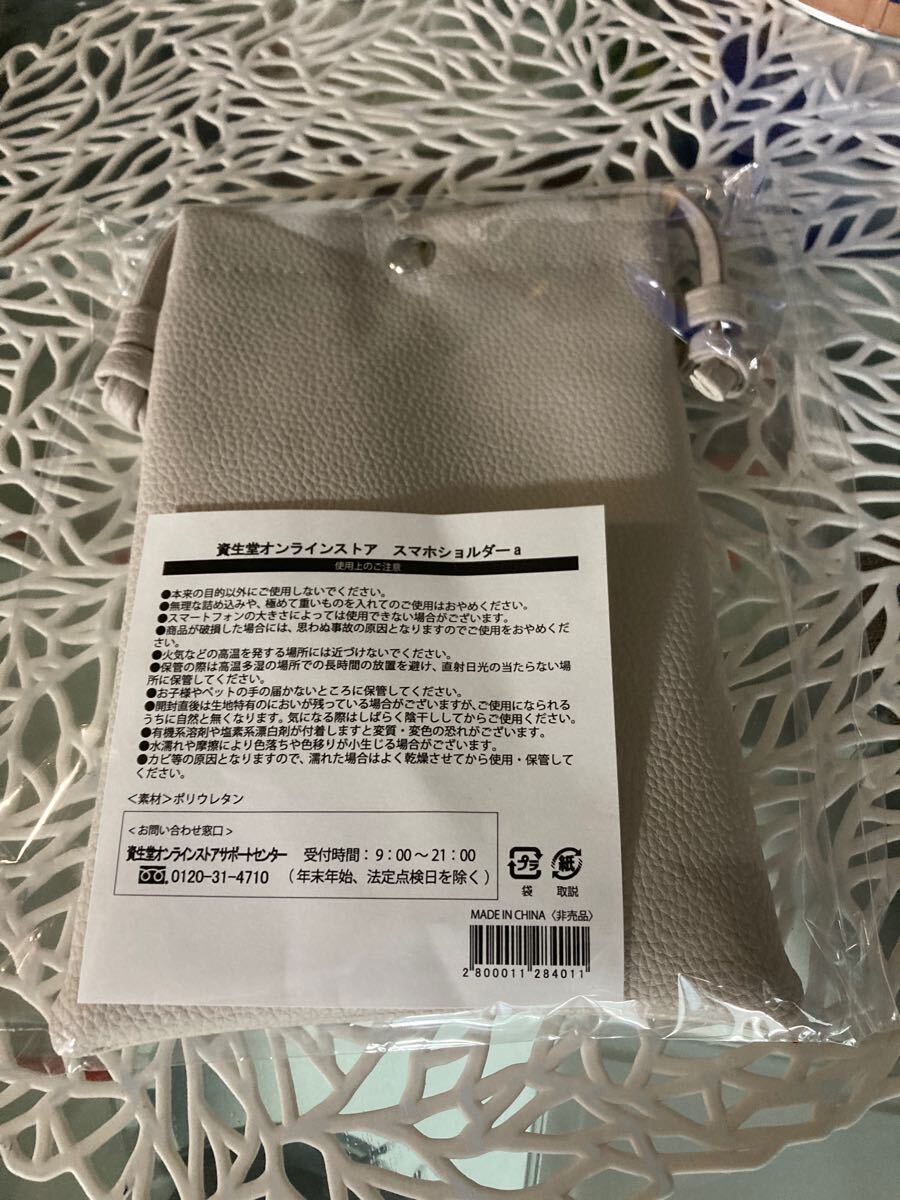 資生堂オンラインストア　スマホショルダーa
使用上のご注意
●本来の目的以外にご使用しないでください。
●無理な詰め込みや、極めて重いものを入れてのご使用はおやめください。
●スマートフォンの大きさによっては使用できない場合がございます。
●商品が破損した場合には、思わぬ事故の原因となりますのでご使用をおやめくだ
さい。
●火気などの高温を発する場所には近づけないでください。
●保管の際は高温多湿の場所での長時間の放置を避け、直射日光の当たらない場
所に保管してください。
●お子様やペットの手の届かないところに保管してください。
●開封直後は生地特有のにおいが残っている場合がございますが、ご使用になられる
うちに自然と無くなります。気になる際はしばらく陰干ししてからご使用ください。
●有機系溶剤や塩素系漂白剤が付着しますと変質・変色の恐れがございます。
●水濡れや摩擦により色落ちや色移りが小生じる場合がございます。
●カビ等の原因となりますので、濡れた場合はよく乾燥させてから使用・保管して
ください。
＜素材＞ポリウレタン
＜お問い合わせ窓口＞
資生堂オンラインストアサポートセンター　受付時間：9：00～21：00
0120-31-4710　（年末年始、法定点検日を除く）
プラ 紙
袋 取説
MADE IN CHINA〈非売品〉
2 800011 284011